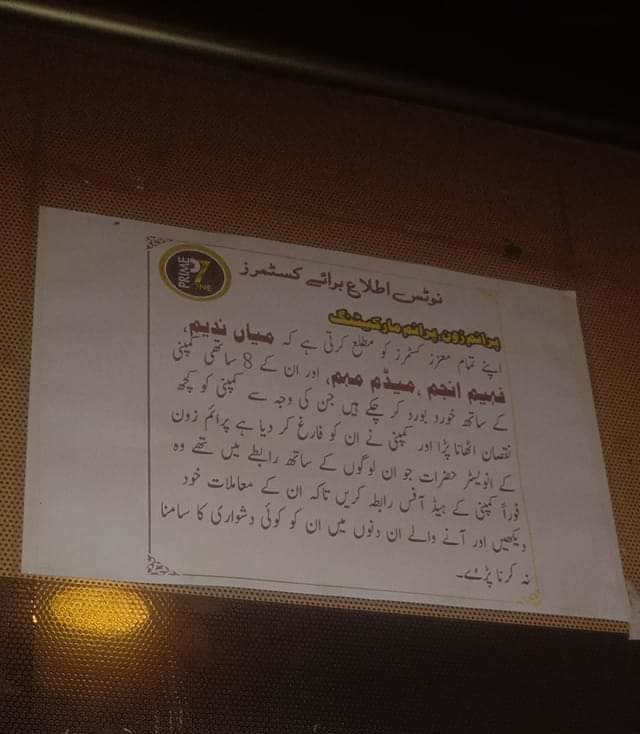 PRIME ZONE
نوٹس اطلاع برائے کسٹمرز
پرائم زون پرائم مارکیٹنگ
اپنے تمام معزز کسٹمرز کو مطلع کرتی ہے کہ میاں ندیم،
فہیم انجم، میڈم مہم، اور ان کے 8 ساتھی کمپنی
کے ساتھ خورد بورد کر چکے ہیں جن کی وجہ سے کمپنی کو کچھ
نقصان اٹھانا پڑا اور کمپنی نے ان کو فارغ کر دیا ہے پرائم زون
کے انویسٹر حضرات جو ان لوگوں کے ساتھ رابطے میں تھے وہ
فوراً کمپنی کے ہیڈ آفس رابطہ کریں تاکہ ان کے معاملات خود
دیکھیں اور آنے والے ان دنوں میں ان کو کوئی دشواری کا سامنا
نہ کرنا پڑے۔